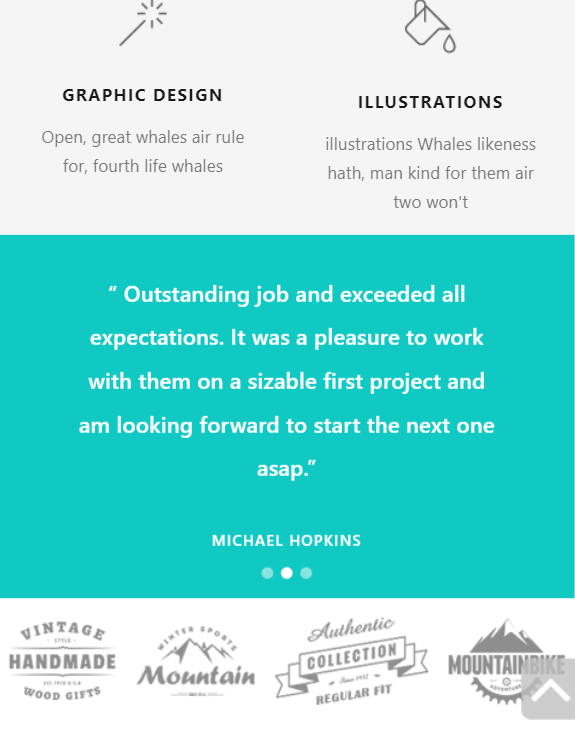 GRAPHIC DESIGN
Open, great whales air rule
for, fourth life whales
ILLUSTRATIONS
illustrations Whales likeness
hath, man kind for them air
two won't
“ Outstanding job and exceeded all
expectations. It was a pleasure to work
with them on a sizable first project and
am looking forward to start the next one
asap.”
MICHAEL HOPKINS
VINTAGE
STYLE
HANDMADE
EST. 1978 U.S.A
WOOD GIFTS
WINTER SPORTS
Mountain
Authentic
COLLECTION
Since 1952
REGULAR FIT
MOUNTAINBIKE
ADVENTURE